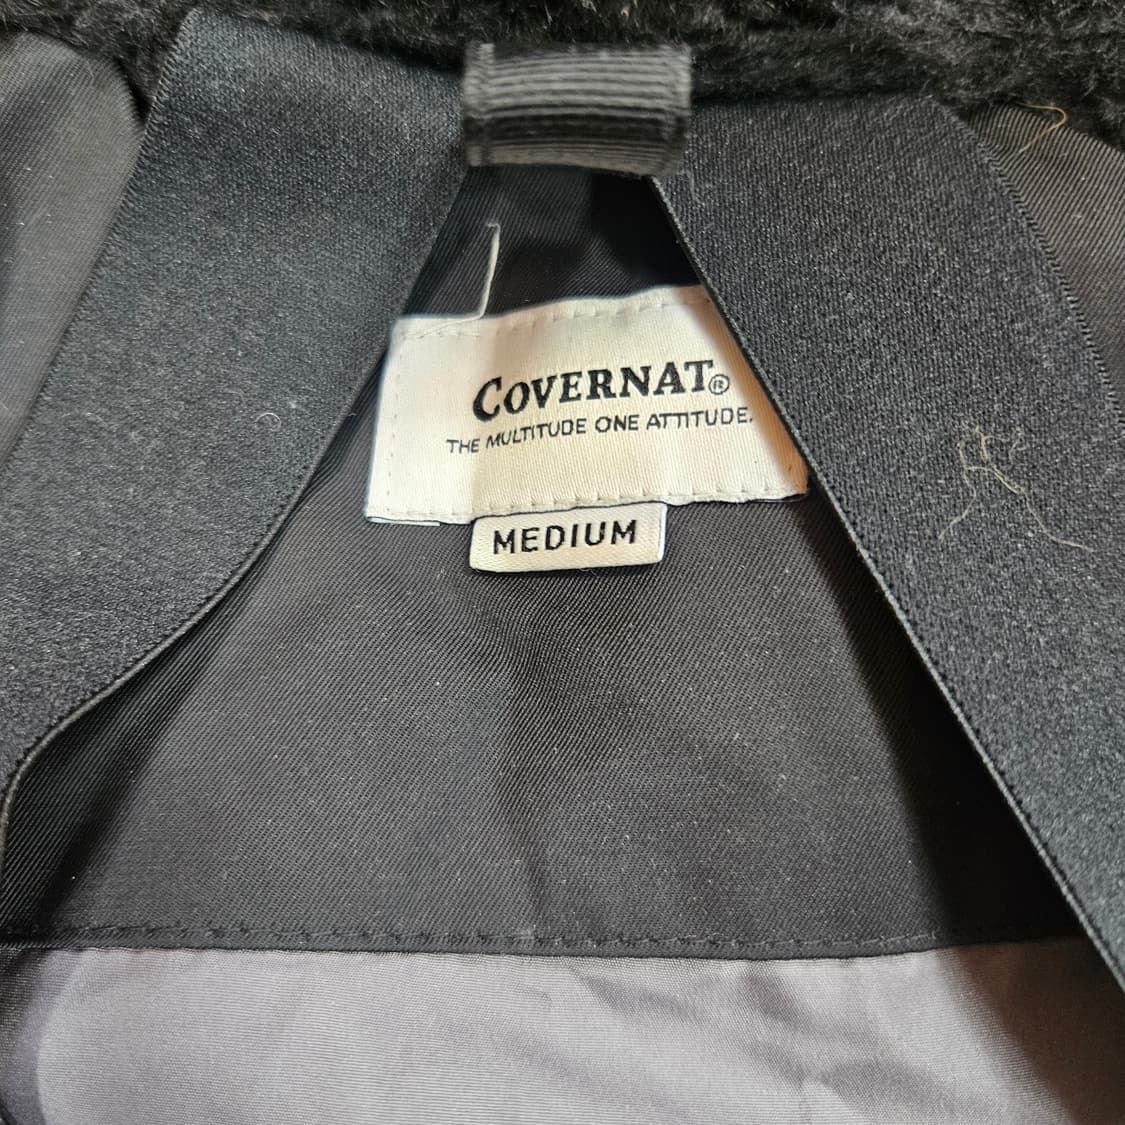 COVERNAT®
THE MULTITUDE ONE ATTITUDE.
MEDIUM